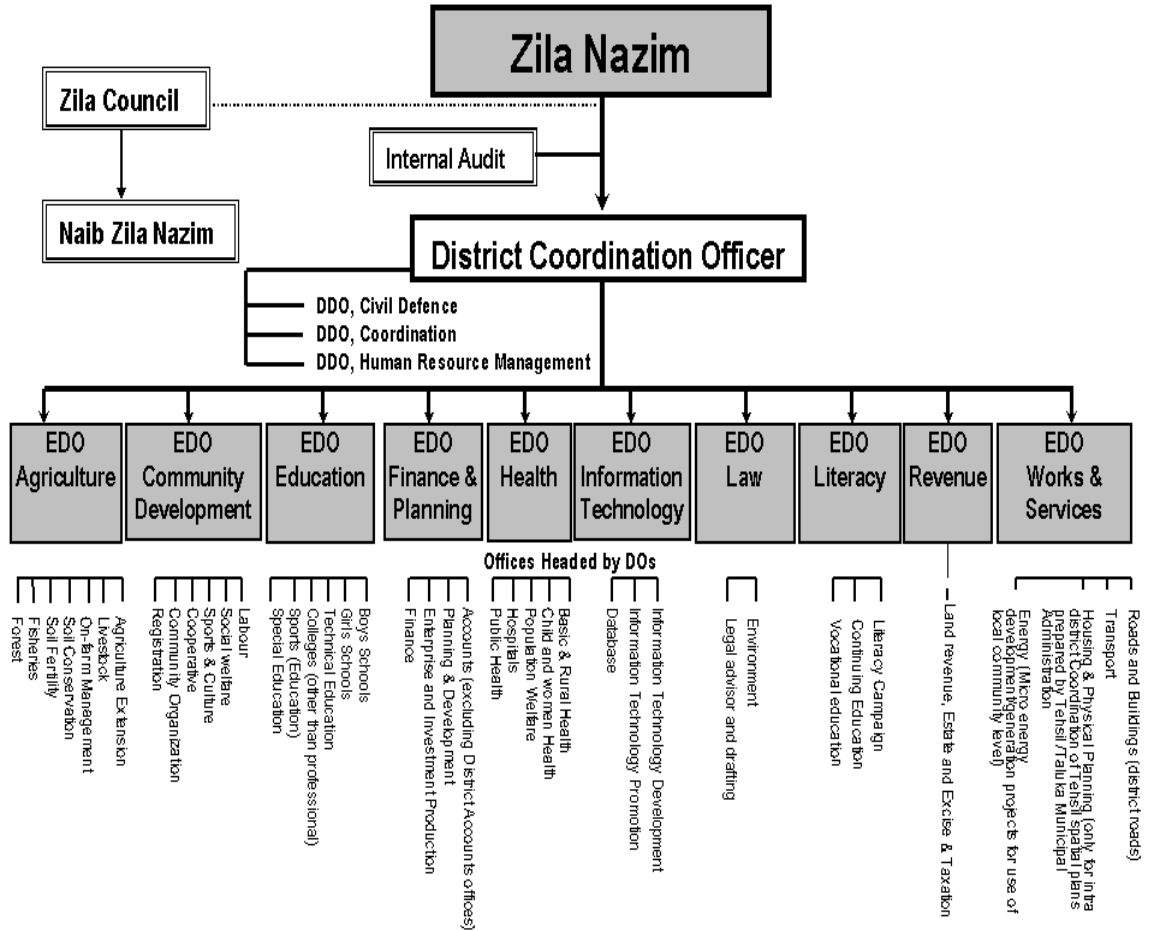 Zila Nazim
Zila Council
Internal Audit
Naib Zila Nazim
District Coordination Officer
DDO, Civil Defence
DDO, Coordination
DDO, Human Resource Management
EDO
Agriculture
EDO
Community
Development
EDO
Education
EDO
Finance &
Planning
EDO
Health
EDO
Information
Technology
EDO
Law
EDO
Literacy
EDO
Revenue
EDO
Works &
Services
Offices Headed by DOs
Forest
Fisheries
Soil Fertility
Soil Conservation
On-farm Management
Livestock
Agriculture Extension
Registration
Community Organization
Cooperative
Sports & Culture
Social welfare
Labour
Special Education
Sports (Education)
Colleges (other than professional)
Technical Education
Girls Schools
Boys Schools
Finance
Enterprise and Investment Production
Planning & Development
Accounts (excluding District Accounts offices)
Public Health
Hospitals
Population Welfare
Child and women Health
Basic & Rural Health
Database
Information Technology Promotion
Information Technology Development
Legal advisor and drafting
Environment
Vocational education
Continuing Education
Literacy Campaign
Land revenue, Estate and Excise & Taxation
Energy (Micro energy
development/generation projects for use of
local community level)
Housing & Physical Planning (only for intra
district Coordination of Tehsil spatial plans
prepared by Tehsil/Taluka Municipal
Administration
Transport
Roads and Buildings (district roads)